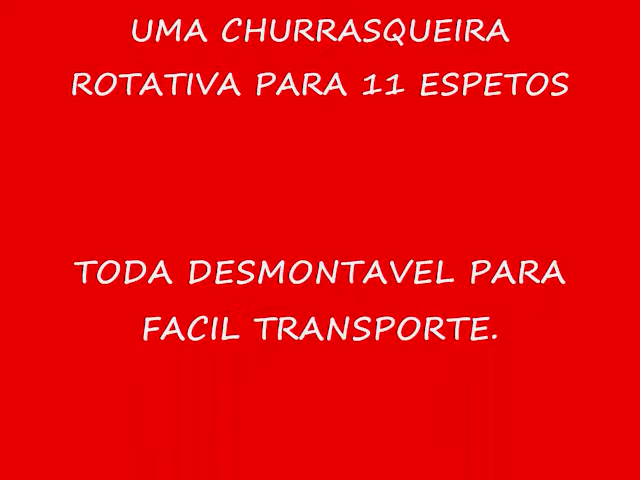 UMA CHURRASQUEIRA
ROTATIVA PARA 11 ESPETOS
TODA DESMONTAVEL PARA
FACIL TRANSPORTE.